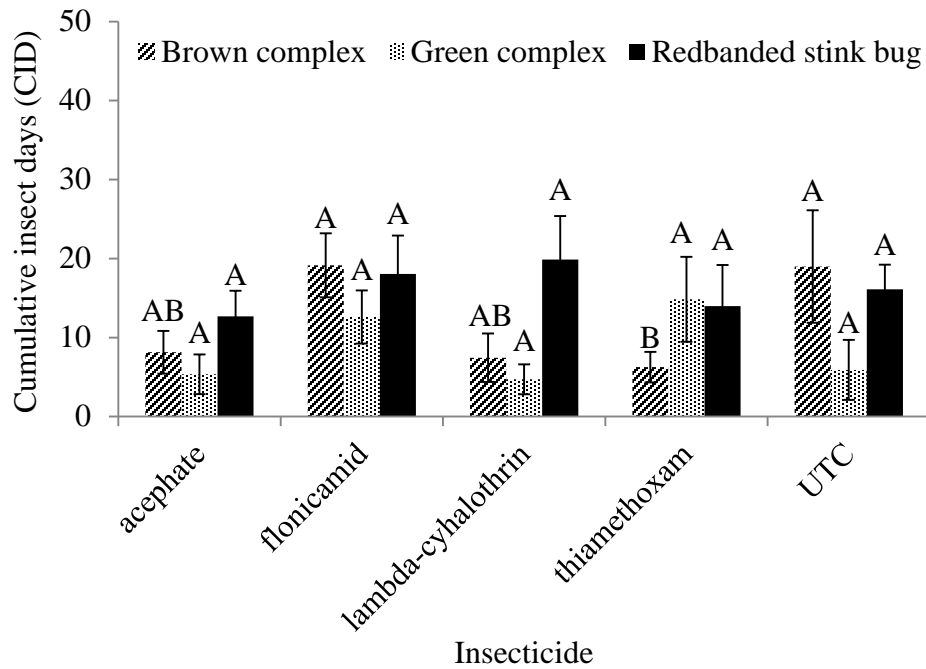 50
Brown complex Green complex Redbanded stink bug
40
30
20
10
0
Cumulative insect days (CID)
AB A A
A A A
AB A A
B A A
A A A
acephate
flonicamid
lambda-cyhalothrin
thiamethoxam
UTC
Insecticide